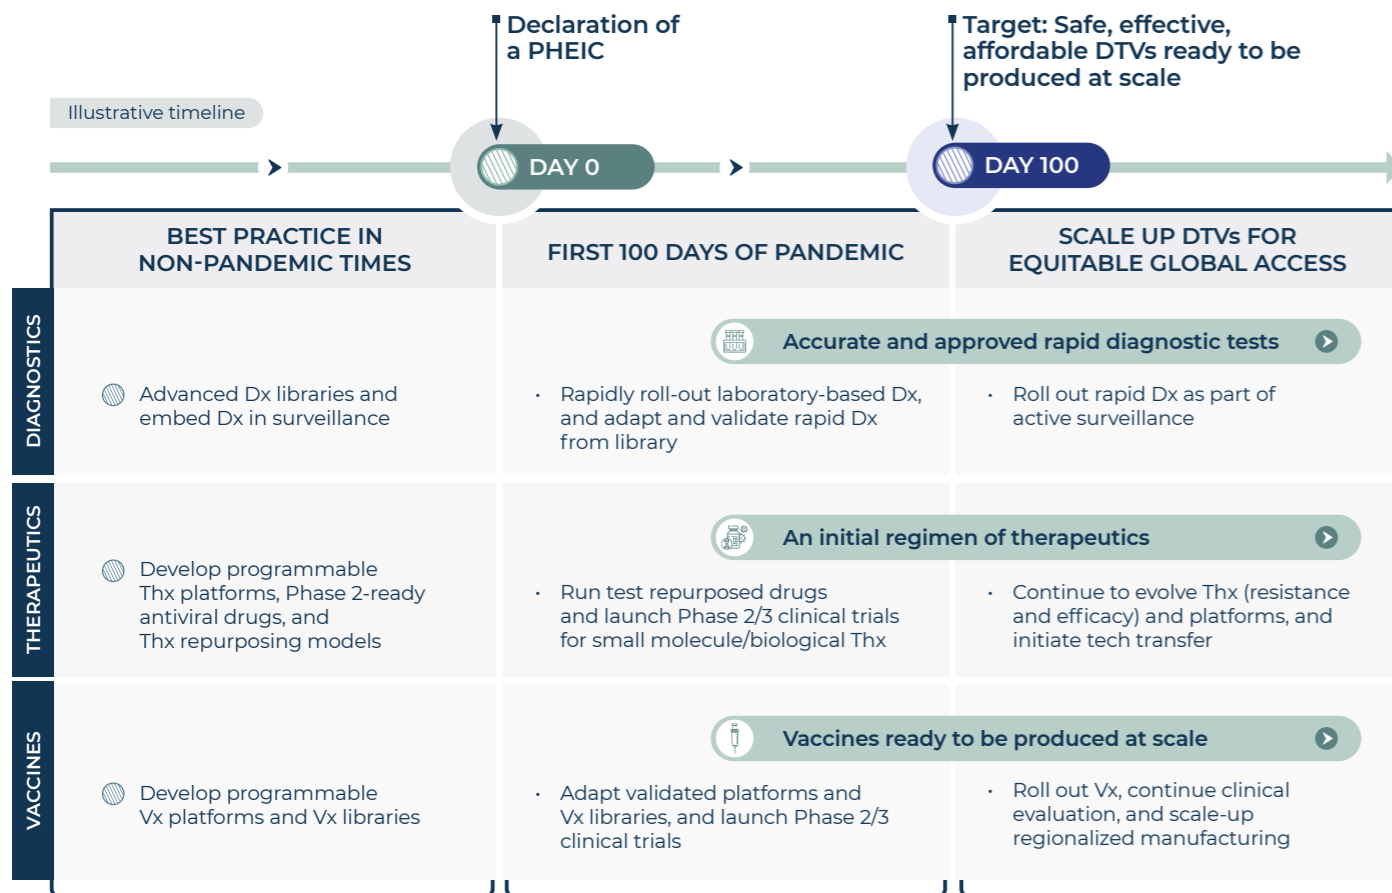 Declaration of
a PHEIC
Target: Safe, effective,
affordable DTVs ready to be
produced at scale
Illustrative timeline
DAY 0
DAY 100
BEST PRACTICE IN
NON-PANDEMIC TIMES
FIRST 100 DAYS OF PANDEMIC
SCALE UP DTVs FOR
EQUITABLE GLOBAL ACCESS
DIAGNOSTICS
Accurate and approved rapid diagnostic tests
Advanced Dx libraries and
embed Dx in surveillance
• Rapidly roll-out laboratory-based Dx,
and adapt and validate rapid Dx
from library
• Roll out rapid Dx as part of
active surveillance
THERAPEUTICS
An initial regimen of therapeutics
Develop programmable
Thx platforms, Phase 2-ready
antiviral drugs, and
Thx repurposing models
• Run test repurposed drugs
and launch Phase 2/3 clinical trials
for small molecule/biological Thx
• Continue to evolve Thx (resistance
and efficacy) and platforms, and
initiate tech transfer
VACCINES
Vaccines ready to be produced at scale
Develop programmable
Vx platforms and Vx libraries
• Adapt validated platforms and
Vx libraries, and launch Phase 2/3
clinical trials
• Roll out Vx, continue clinical
evaluation, and scale-up
regionalized manufacturing